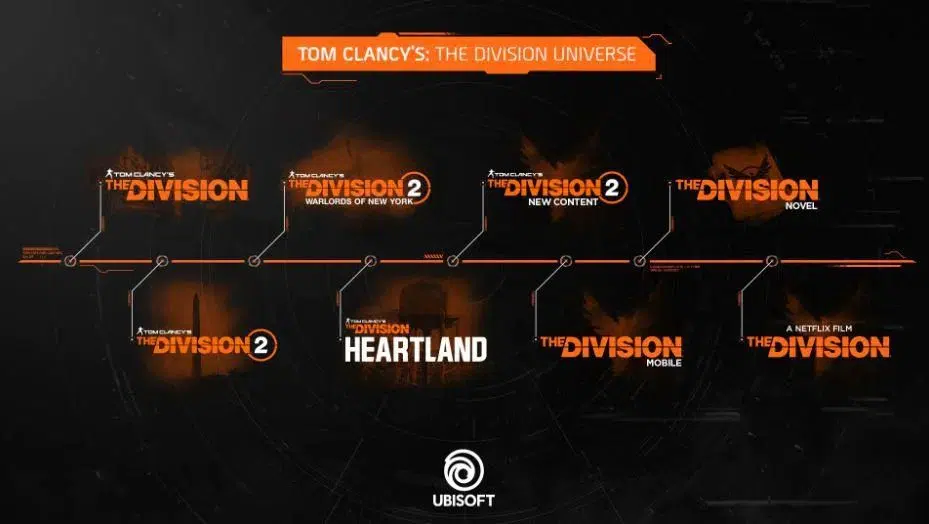 TOM CLANCY'S: THE DIVISION UNIVERSE
TOM CLANCY'S
THE DIVISION
TOM CLANCY'S
THE DIVISION 2
WARLORDS OF NEW YORK
TOM CLANCY'S
THE DIVISION 2
NEW CONTENT
THE DIVISION
NOVEL
TOM CLANCY'S
THE DIVISION 2
TOM CLANCY'S
THE DIVISION
HEARTLAND
THE DIVISION
MOBILE
A NETFLIX FILM
THE DIVISION
UBISOFT